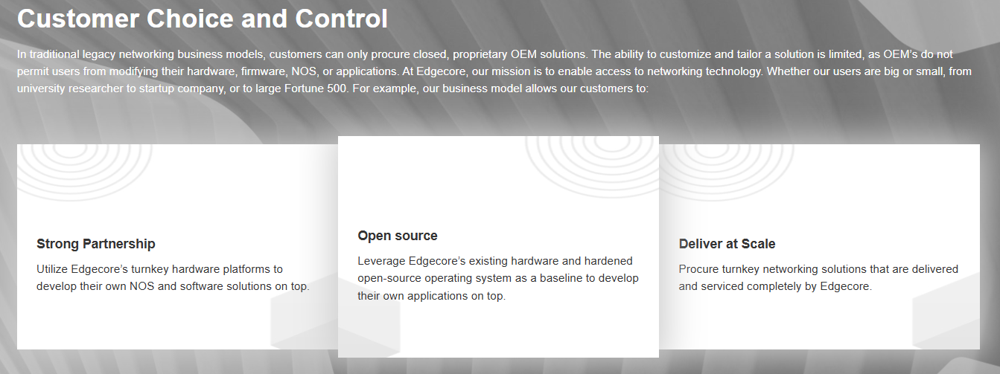 Customer Choice and Control
In traditional legacy networking business models, customers can only procure closed, proprietary OEM solutions. The ability to customize and tailor a solution is limited, as OEM's do not
permit users from modifying their hardware, firmware, NOS, or applications. At Edgecore, our mission is to enable access to networking technology. Whether our users are big or small, from
university researcher to startup company, or to large Fortune 500. For example, our business model allows our customers to:
Strong Partnership
Utilize Edgecore's turnkey hardware platforms to
develop their own NOS and software solutions on top.
Open source
Leverage Edgecore's existing hardware and hardened
open-source operating system as a baseline to develop
their own applications on top.
Deliver at Scale
Procure turnkey networking solutions that are delivered
and serviced completely by Edgecore.